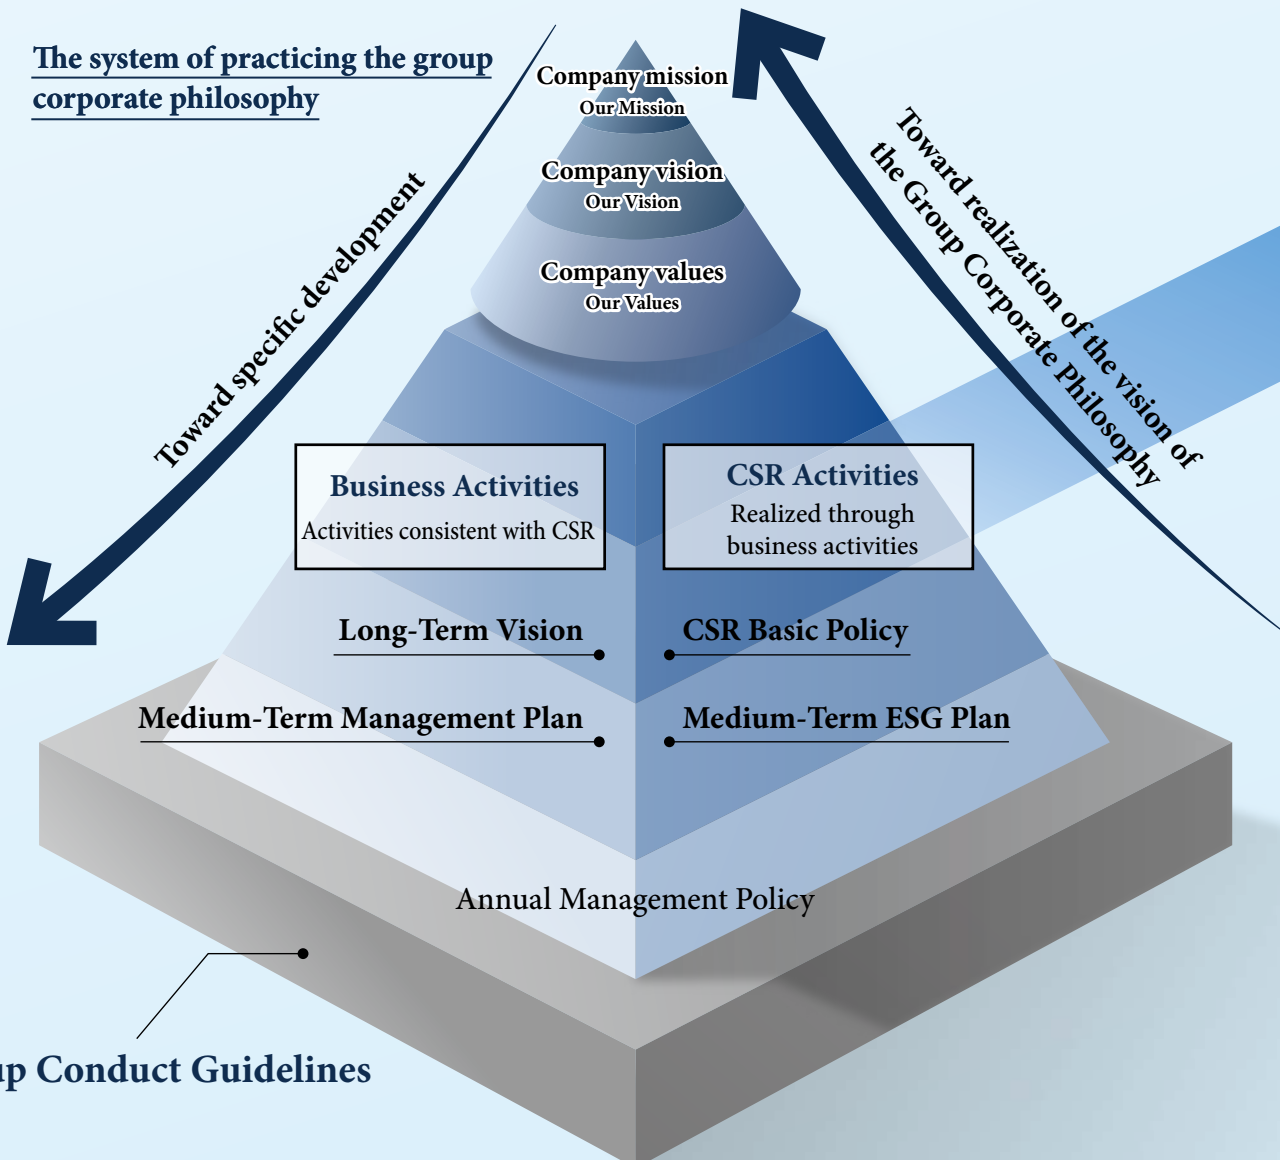 The system of practicing the group
corporate philosophy
Company mission
Our Mission
Company vision
Our Vision
Company values
Our Values
Toward specific development
Toward realization of the vision of
the Group Corporate Philosophy
Business Activities
Activities consistent with CSR
CSR Activities
Realized through
business activities
Long-Term Vision
CSR Basic Policy
Medium-Term Management Plan
Medium-Term ESG Plan
Annual Management Policy
Conduct Guidelines